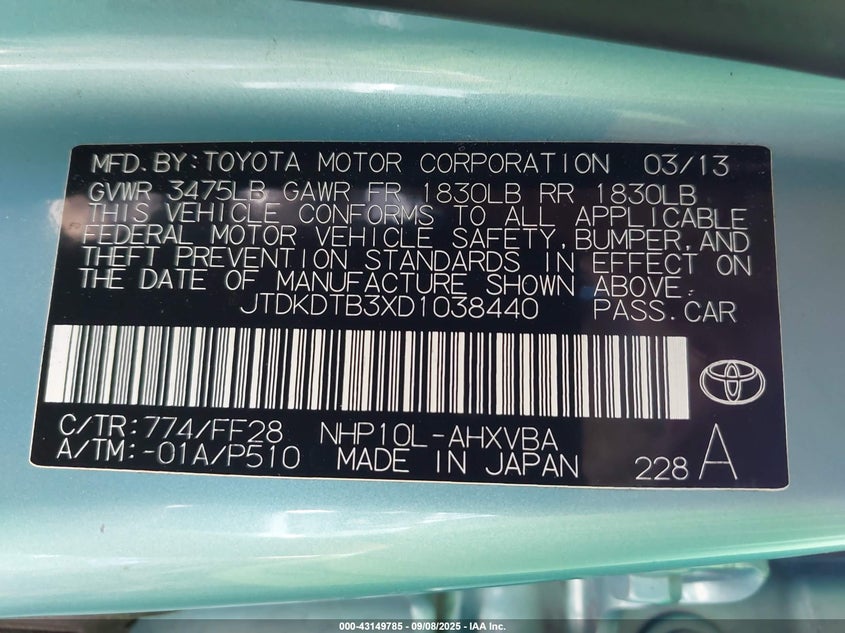 MFD. BY: TOYOTA MOTOR CORPORATION 03/13
GVWR 3475LB GAWR FR 1830LB RR 1830LB
THIS VEHICLE CONFORMS TO ALL APPLICABLE
FEDERAL MOTOR VEHICLE SAFETY, BUMPER, AND
THEFT PREVENTION STANDARDS IN EFFECT ON
THE DATE OF MANUFACTURE SHOWN ABOVE.
JTDKDTB3XD1038440 PASS. CAR
C/TR: 774/FF28 NHP10L-AHXVBA
A/TM: -01A/P510 MADE IN JAPAN 228 A
000-43149785 - 09/08/2025 - IAA Inc.